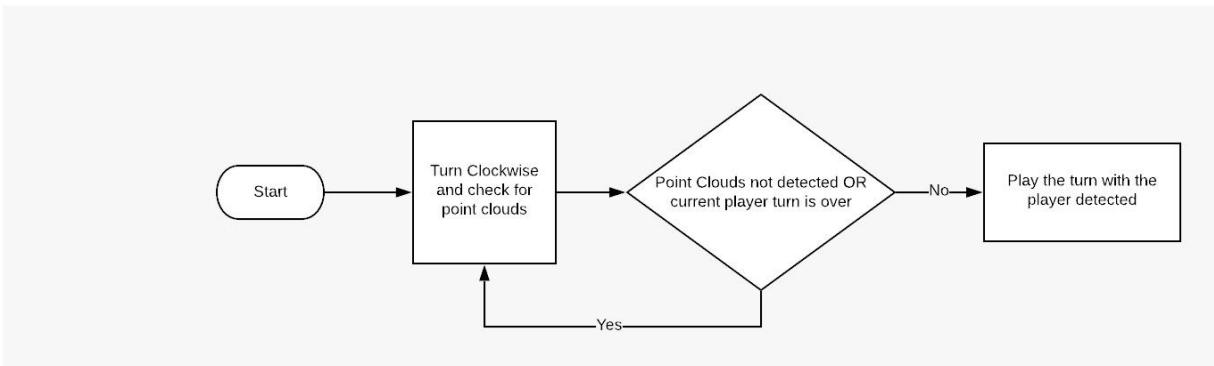 Start
Turn Clockwise
and check for
point clouds
Point Clouds not detected OR
current player turn is over
No
Play the turn with the
player detected
Yes